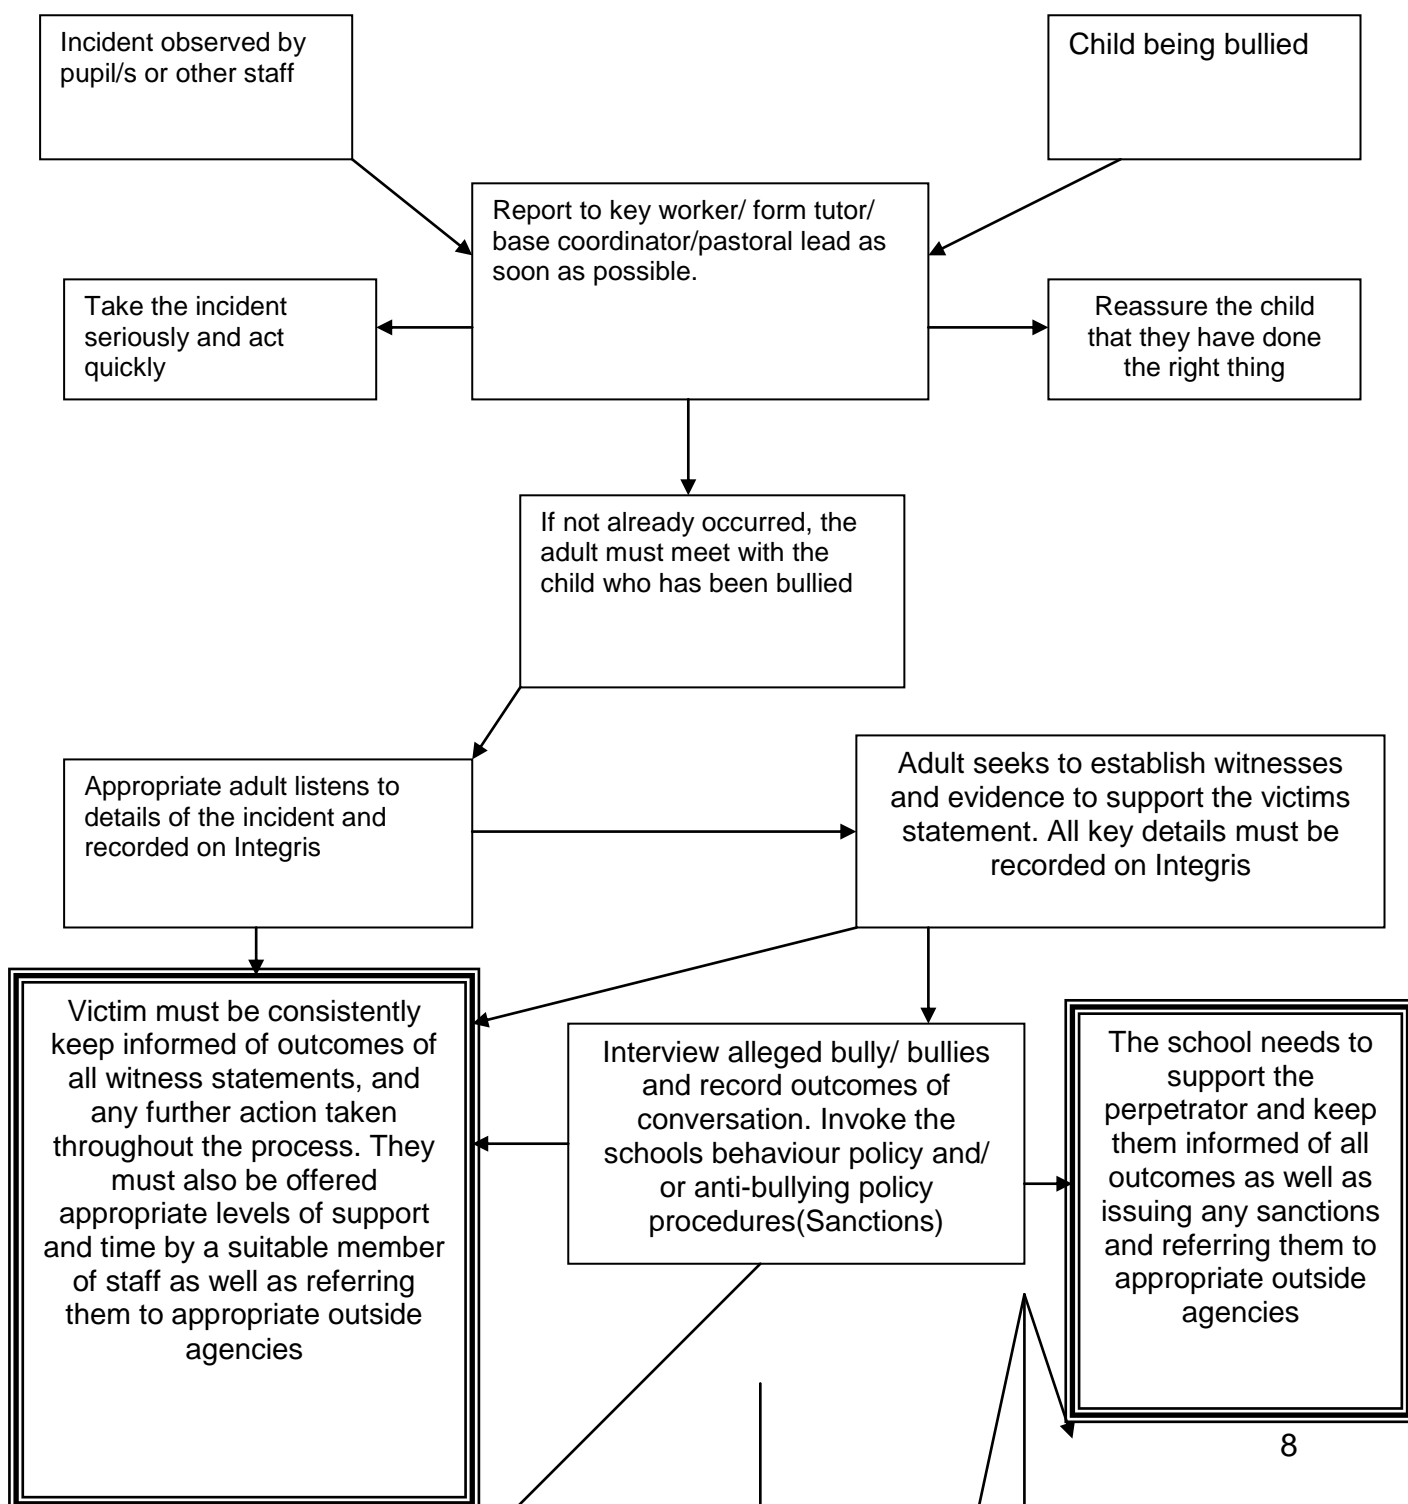 Incident observed by
pupil/s or other staff
Child being bullied
Report to key worker/ form tutor/
base coordinator/pastoral lead as
soon as possible.
Take the incident
seriously and act
quickly
Reassure the child
that they have done
the right thing
If not already occurred, the
adult must meet with the
child who has been bullied
Appropriate adult listens to
details of the incident and
recorded on Integris
Adult seeks to establish witnesses
and evidence to support the victims
statement. All key details must be
recorded on Integris
Victim must be consistently
keep informed of outcomes of
all witness statements, and
any further action taken
throughout the process. They
must also be offered
appropriate levels of support
and time by a suitable member
of staff as well as referring
them to appropriate outside
agencies
Interview alleged bully/ bullies
and record outcomes of
conversation. Invoke the
schools behaviour policy and/
or anti-bullying policy
procedures(Sanctions)
The school needs to
support the
perpetrator and keep
them informed of all
outcomes as well as
issuing any sanctions
and referring them to
appropriate outside
agencies
8